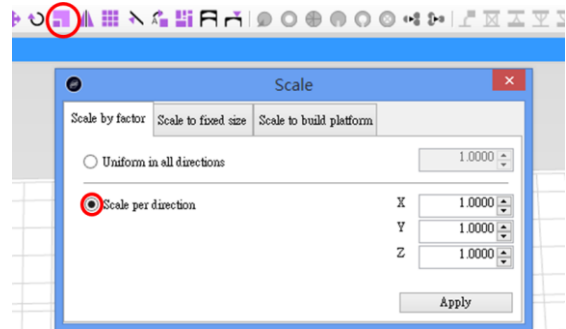 Scale
Scale by factor Scale to fixed size Scale to build platform
Uniform in all directions 1.0000
Scale per direction X 1.0000
Y 1.0000
Z 1.0000
Apply